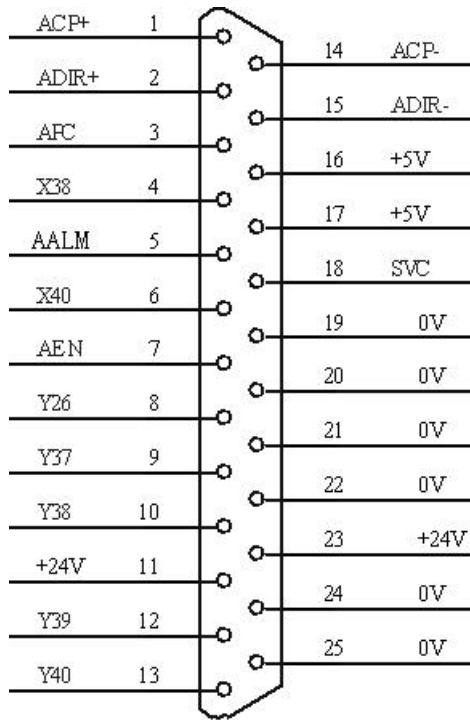 ACP+ 1
14 ACP-
ADIR+ 2
15 ADIR-
AFC 3
16 +5V
X38 4
17 +5V
AALM 5
18 SVC
X40 6
19 0V
AEN 7
20 0V
Y26 8
21 0V
Y37 9
22 0V
Y38 10
23 +24V
+24V 11
24 0V
Y39 12
25 0V
Y40 13